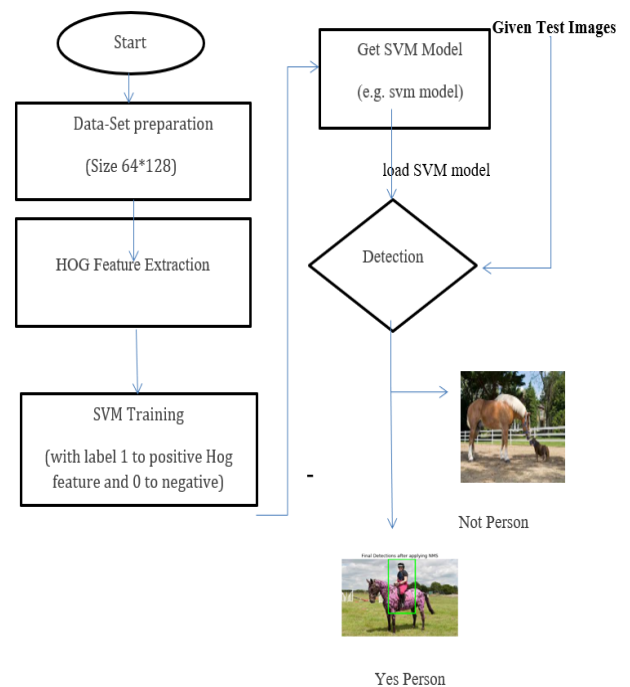 Start
Data-Set preparation
(Size 64*128)
HOG Feature Extraction
SVM Training
(with label 1 to positive Hog
feature and 0 to negative)
Get SVM Model
(e.g. svm model)
Given Test Images
load SVM model
Detection
-
Not Person
Final Detections after applying NMS
Yes Person